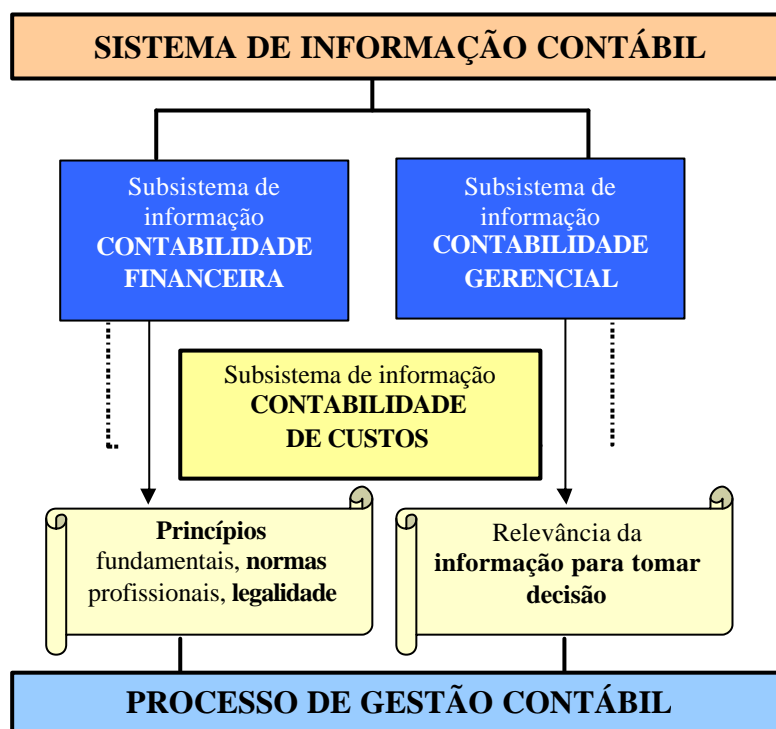 SISTEMA DE INFORMAÇÃO CONTÁBIL
Subsistema de
informação
CONTABILIDADE
FINANCEIRA
Subsistema de
informação
CONTABILIDADE
GERENCIAL
Subsistema de informação
CONTABILIDADE
DE CUSTOS
Princípios
fundamentais, normas
profissionais, legalidade
Relevância da
informação para tomar
decisão
PROCESSO DE GESTÃO CONTÁBIL